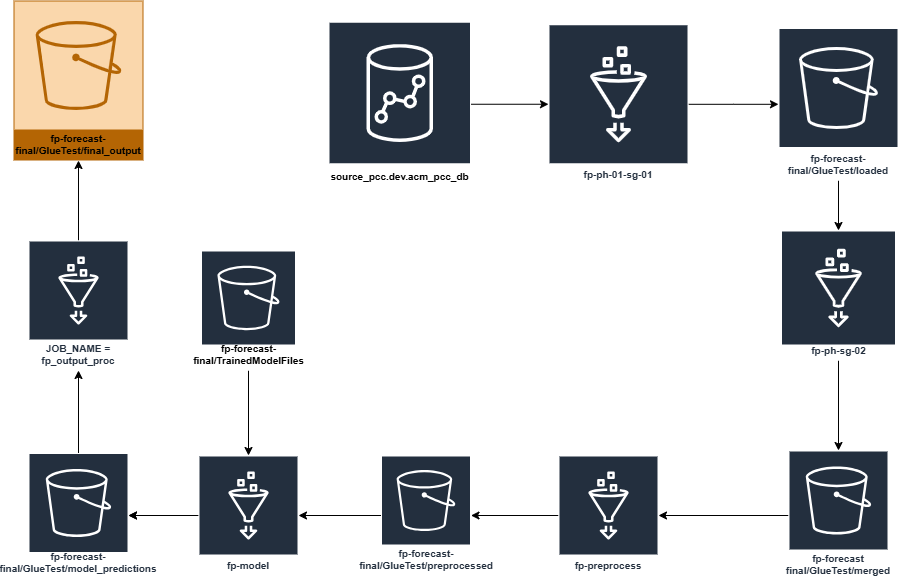 fp-forecast-
final/GlueTest/final_output
source_pcc.dev.acm_pcc_db
fp-ph-01-sg-01
fp-forecast-
final/GlueTest/loaded
JOB_NAME =
fp_output_proc
fp-forecast-
final/TrainedModelFiles
fp-ph-sg-02
fp-forecast-
final/GlueTest/model_predictions
fp-model
fp-forecast-
final/GlueTest/preprocessed
fp-preprocess
fp-forecast
final/GlueTest/merged